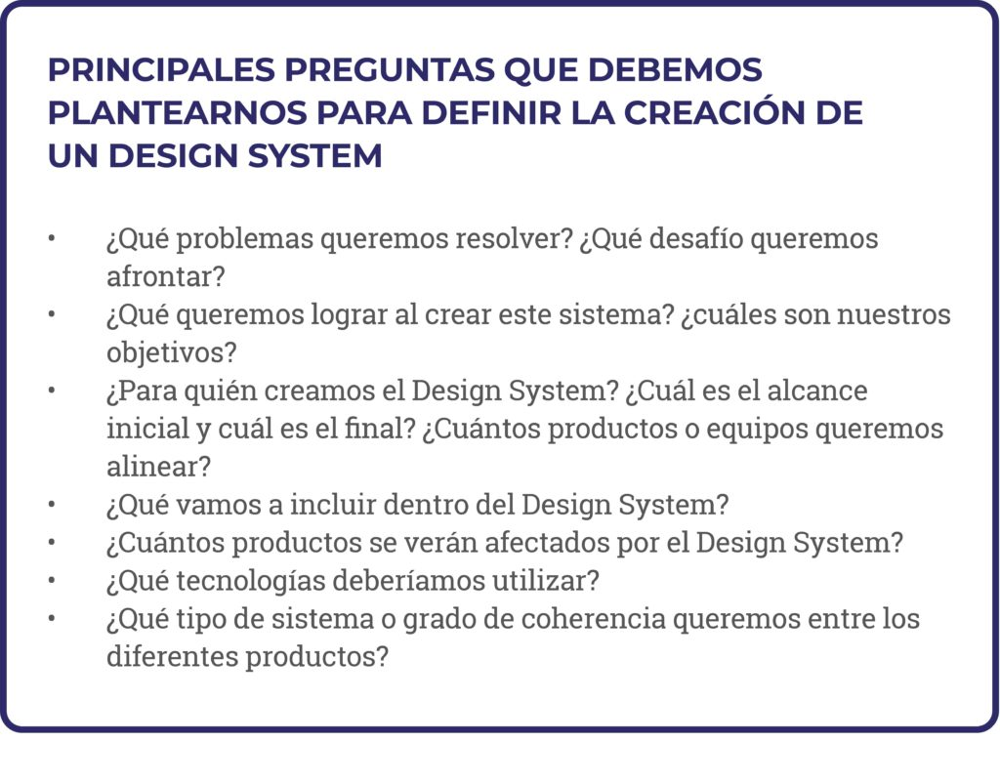 PRINCIPALES PREGUNTAS QUE DEBEMOS
PLANTEARNOS PARA DEFINIR LA CREACIÓN DE
UN DESIGN SYSTEM
• ¿Qué problemas queremos resolver? ¿Qué desafío queremos
afrontar?
• ¿Qué queremos lograr al crear este sistema? ¿cuáles son nuestros
objetivos?
• ¿Para quién creamos el Design System? ¿Cuál es el alcance
inicial y cuál es el final? ¿Cuántos productos o equipos queremos
alinear?
• ¿Qué vamos a incluir dentro del Design System?
• ¿Cuántos productos se verán afectados por el Design System?
• ¿Qué tecnologías deberíamos utilizar?
• ¿Qué tipo de sistema o grado de coherencia queremos entre los
diferentes productos?